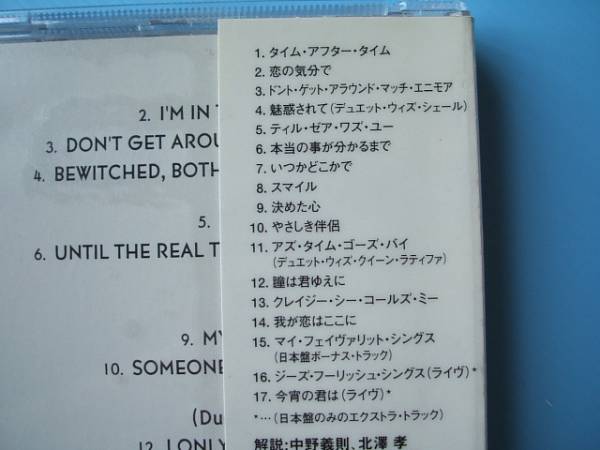 2. I'M IN
3. DON'T GET
4. BEWITCHED, BOTH
5.
6. UNTIL THE REAL
9.
10. SOMEONE
12. I ONLY
1. タイム・アフター・タイム
2. 恋の気分で
3. ドント・ゲット・アラウンド・マッチ・エニモア
4. 魅惑されて(デュエット・ウィズ・シェール)
5. ティル・ゼア・ワズ・ユー
6. 本当の事が分かるまで
7. いつかどこかで
8. スマイル
9. 決めた心
10. やさしき伴侶
11. アズ・タイム・ゴーズ・バイ
(デュエット・ウィズ・クイーン・ラティファ)
12. 瞳は君ゆえに
13. クレイジー・シー・コールズ・ミー
14. 我が恋はここに
15. マイ・フェイヴァリット・シングス
(日本盤ボーナス・トラック)
16. ジーズ・フーリッシュ・シングス(ライヴ)*
17. 今宵の君は(ライヴ)*
*…(日本盤のみのエクストラ・トラック)
解説:中野義則、北澤 孝